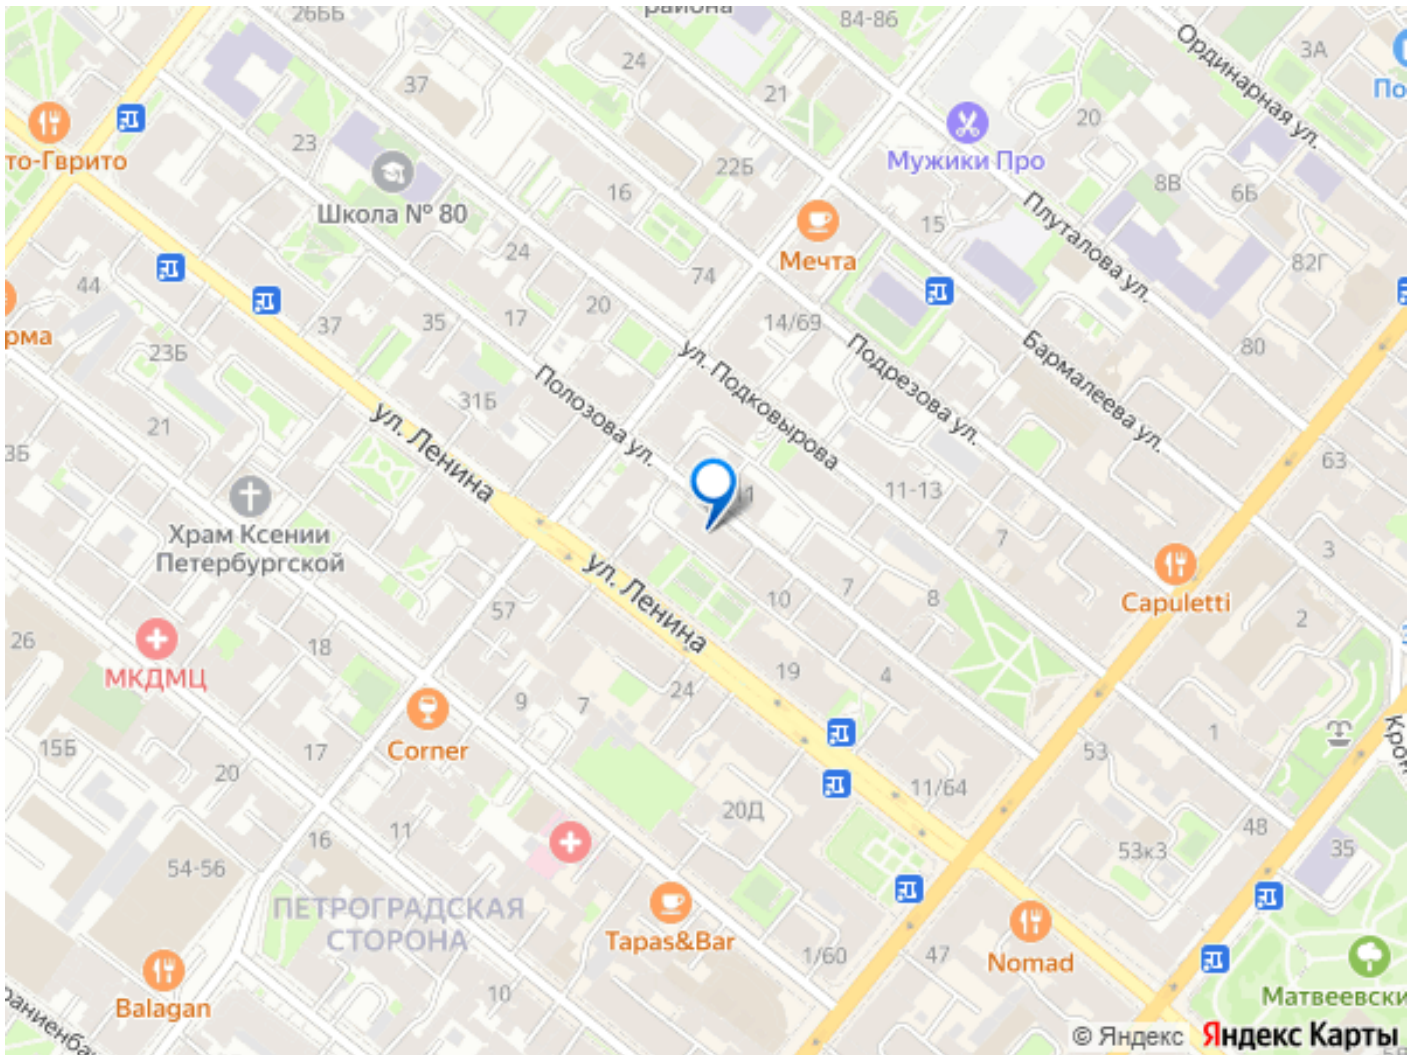 26ББ
района
84-86
Ординарная ул.
3А
24
37
21
20
то-Гврито
23
Мужики Про
22Б
16
8В
6Б
Школа № 80
15
Плуталова ул.
24
Мечта
82Г
74
44
20
37
35
17
14/69
рма
23Б
Бармалеева ул.
80
ул. Подковырова
Подрезова ул.
Полозова ул.
31Б
ул. Ленина
21
63
11-13
Храм Ксении
Петербургской
7
3
ул. Ленина
57
10
7
8
Capuletti
2
26
18
МКДМЦ
19
4
24
9
7
Corner
17
15Б
20
53
1
11/64
20Д
16
11
48
53к3
35
54-56
ПЕТРОГРАДСКАЯ
СТОРОНА
Tapas&Bar
1/60
47
Nomad
10
Balagan
Матвеевски
© Яндекс Яндекс Карты